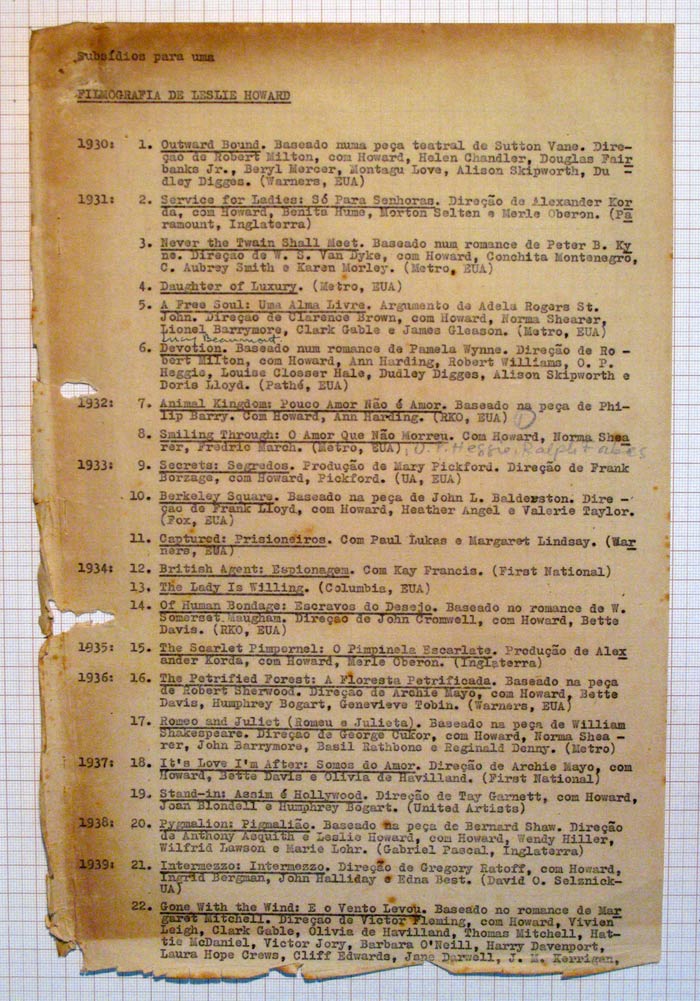 Subsídios para uma
FILMOGRAFIA DE LESLIE HOWARD
1930: 1. Outward Bound. Baseado numa peça teatral de Sutton Vane. Dire-
ção de Robert Milton, com Howard, Helen Chandler, Douglas Fair
banks Jr., Beryl Mercer, Montagu Love, Alison Skipworth, Du
dley Digges. (Warners, EUA)
1931: 2. Service for Ladies: Só Para Senhoras. Direção de Alexander Kor
da, com Howard, Benita Hume, Morton Selten e Merle Oberon. (Pa
ramount, Inglaterra)
3. Never the Twain Shall Meet. Baseado num romance de Peter B. Ky
ne. Direção de W. S. Van Dyke, com Howard, Conchita Montenegro,
C. Aubrey Smith e Karen Morley. (Metro, EUA)
4. Daughter of Luxury. (Metro, EUA)
5. A Free Soul: Uma Alma Livre. Argumento de Adela Rogers St.
John. Direção de Clarence Brown, com Howard, Norma Shearer,
Lionel Barrymore, Clark Gable e James Gleason. (Metro, EUA)
Lucy Beaumont
6. Devotion. Baseado num romance de Pamela Wynne. Direção de Ro -
bert Milton, com Howard, Ann Harding, Robert Williams, O. P.
Heggie, Louise Closser Hale, Dudley Digges, Alison Skipworth e
Doris Lloyd. (Pathé, EUA)
1932: 7. Animal Kingdom: Pouco Amor Não é Amor. Baseado na peça de Phi-
lip Barry. Com Howard, Ann Harding. (RKO, EUA)
8. Smiling Through: O Amor Que Não Morreu. Com Howard, Norma Shea
rer, Fredric March. (Metro, EUA), O. P. Heggie, Ralph Forbes
1933: 9. Secrets: Segredos. Produção de Mary Pickford. Direção de Frank
Borzage, com Howard, Pickford. (UA, EUA)
10. Berkeley Square. Baseado na peça de John L. Balderston. Dire -
ção de Frank Lloyd, com Howard, Heather Angel e Valerie Taylor.
(Fox, EUA)
11. Captured: Prisioneiros. Com Paul Lukas e Margaret Lindsay. (War
ners, EUA)
1934: 12. British Agent: Espionagem. Com Kay Francis. (First National)
13. The Lady Is Willing. (Columbia, EUA)
14. Of Human Bondage: Escravos do Desejo. Baseado no romance de W.
Somerset Maugham. Direção de John Cromwell, com Howard, Bette
Davis. (RKO, EUA)
1935: 15. The Scarlet Pimpernel: O Pimpinela Escarlate. Produção de Alex
ander Korda, com Howard, Merle Oberon. (Inglaterra)
1936: 16. The Petrified Forest: A Floresta Petrificada. Baseado na peça
de Robert Sherwood. Direção de Archie Mayo, com Howard, Bette
Davis, Humphrey Bogart, Genevieve Tobin. (Warners, EUA)
17. Romeo and Juliet (Romeu e Julieta). Baseado na peça de William
Shakespeare. Direção de George Cukor, com Howard, Norma Shea -
rer, John Barrymore, Basil Rathbone e Reginald Denny. (Metro)
1937: 18. It's Love I'm After: Somos do Amor. Direção de Archie Mayo, com
Howard, Bette Davis e Olivia de Havilland. (First National)
19. Stand-in: Assim é Hollywood. Direção de Tay Garnett, com Howard,
Joan Blondell e Humphrey Bogart. (United Artists)
1938: 20. Pygmalion: Pigmalião. Baseado na peça de Bernard Shaw. Direção
de Anthony Asquith e Leslie Howard, com Howard, Wendy Hiller,
Wilfrid Lawson e Marie Lohr. (Gabriel Pascal, Inglaterra)
1939: 21. Intermezzo: Intermezzo. Direção de Gregory Ratoff, com Howard,
Ingrid Bergman, John Halliday e Edna Best. (David O. Selznick-
UA)
22. Gone With the Wind: E o Vento Levou. Baseado no romance de Mar
garet Mitchell. Direção de Victor Fleming, com Howard, Vivien
Leigh, Clark Gable, Olivia de Havilland, Thomas Mitchell, Hat-
tie McDaniel, Victor Jory, Barbara O'Neill, Harry Davenport,
Laura Hope Crews, Cliff Edwards, Jane Darwell, J. M. Kerrigan,